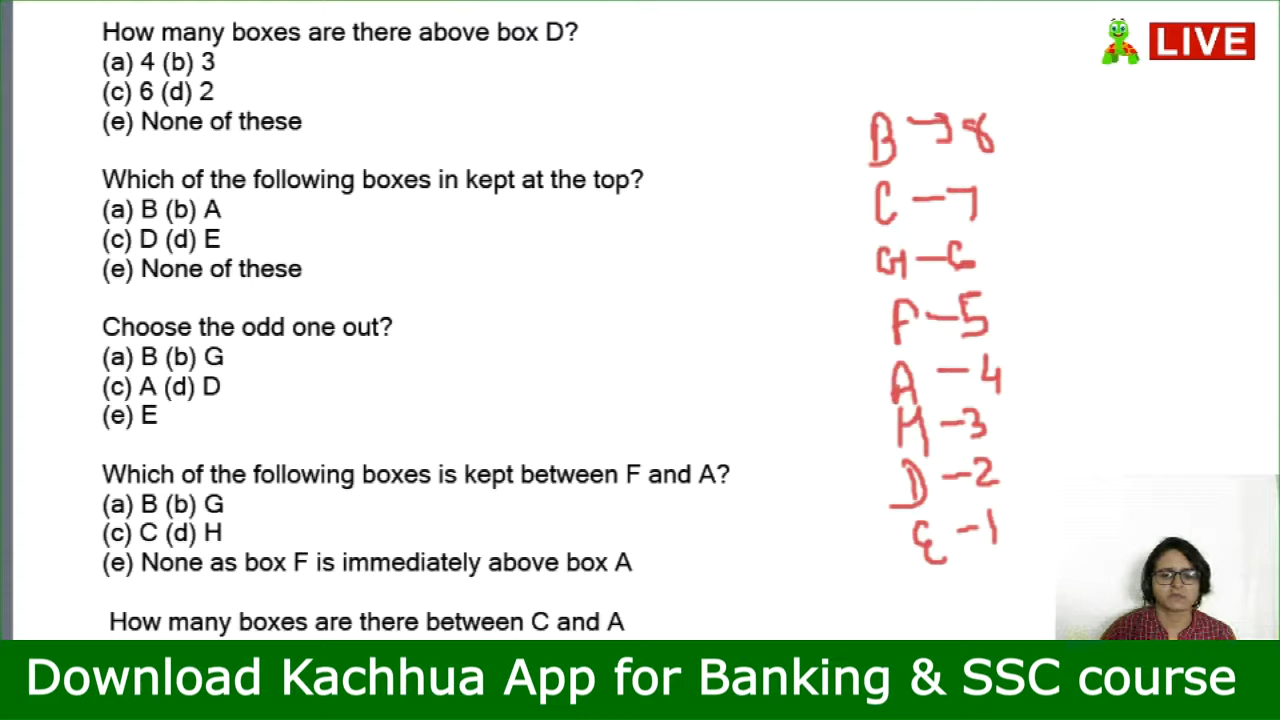 How many boxes are there above box D?
(a) 4 (b) 3
(c) 6 (d) 2
(e) None of these
Which of the following boxes in kept at the top?
(a) B (b) A
(c) D (d) E
(e) None of these
Choose the odd one out?
(a) B (b) G
(c) A (d) D
(e) E
Which of the following boxes is kept between F and A?
(a) B (b) G
(c) C (d) H
(e) None as box F is immediately above box A
How many boxes are there between C and A
LIVE
B → 8
C - 7
G - 6
F - 5
A - 4
H - 3
D - 2
E - 1
Download Kachhua App for Banking & SSC course